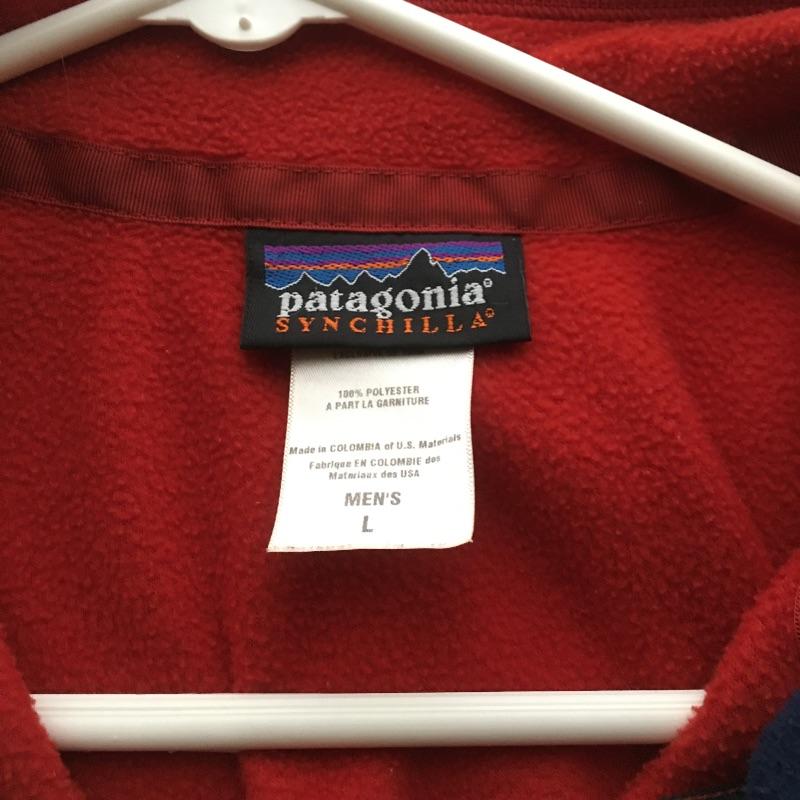 patagonia®
SYNCHILLA®
100% POLYESTER
A PART LA GARNITURE
Made in COLOMBIA of U.S. Materials
Fabrique EN COLOMBIE des
Materiaux des USA
MEN'S
L